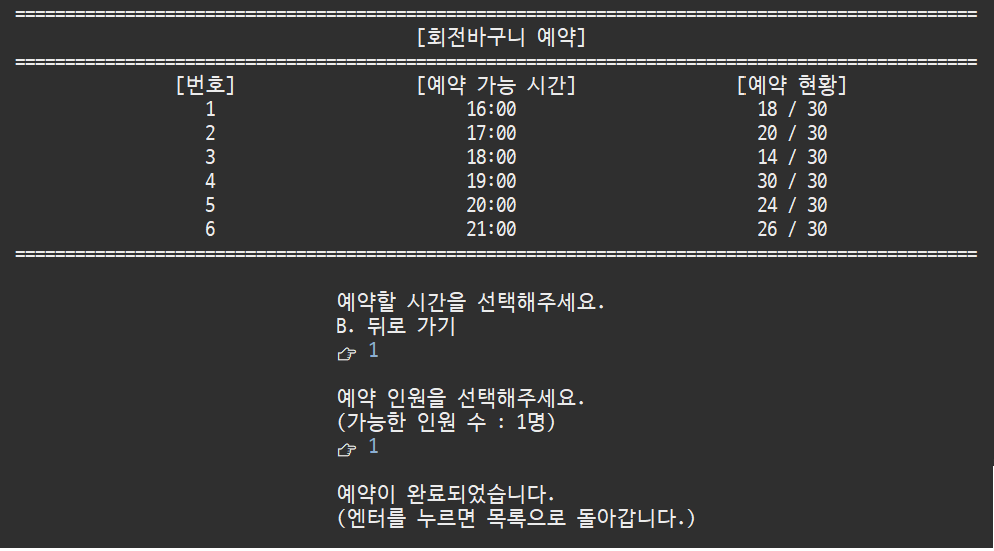 ================================================================================================
[회전바구니 예약]
================================================================================================
[번호] [예약 가능 시간] [예약 현황]
1 16:00 18 / 30
2 17:00 20 / 30
3 18:00 14 / 30
4 19:00 30 / 30
5 20:00 24 / 30
6 21:00 26 / 30
================================================================================================
예약할 시간을 선택해주세요.
B. 뒤로 가기
👉 1
예약 인원을 선택해주세요.
(가능한 인원 수 : 1명)
👉 1
예약이 완료되었습니다.
(엔터를 누르면 목록으로 돌아갑니다.)